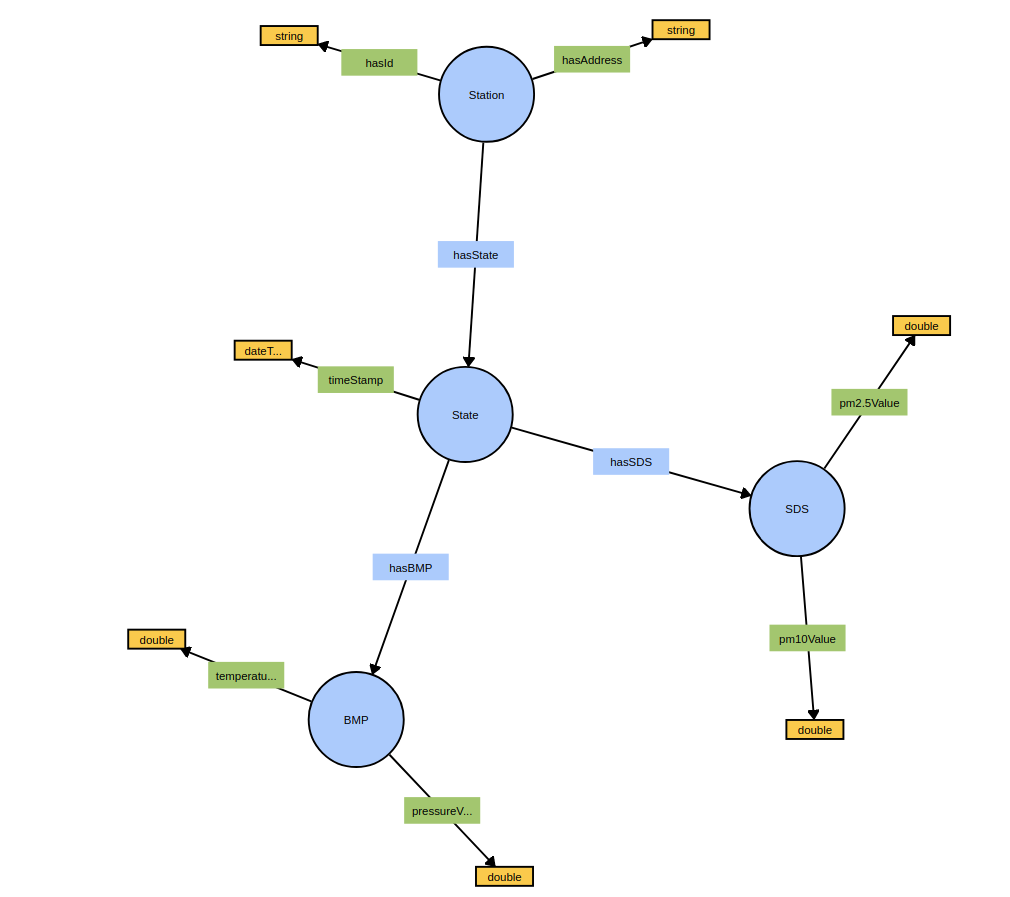 string
string
hasId
hasAddress
Station
hasState
double
dateT...
timeStamp
pm2.5Value
State
hasSDS
SDS
hasBMP
double
pm10Value
temperatu...
BMP
double
pressureV...
double